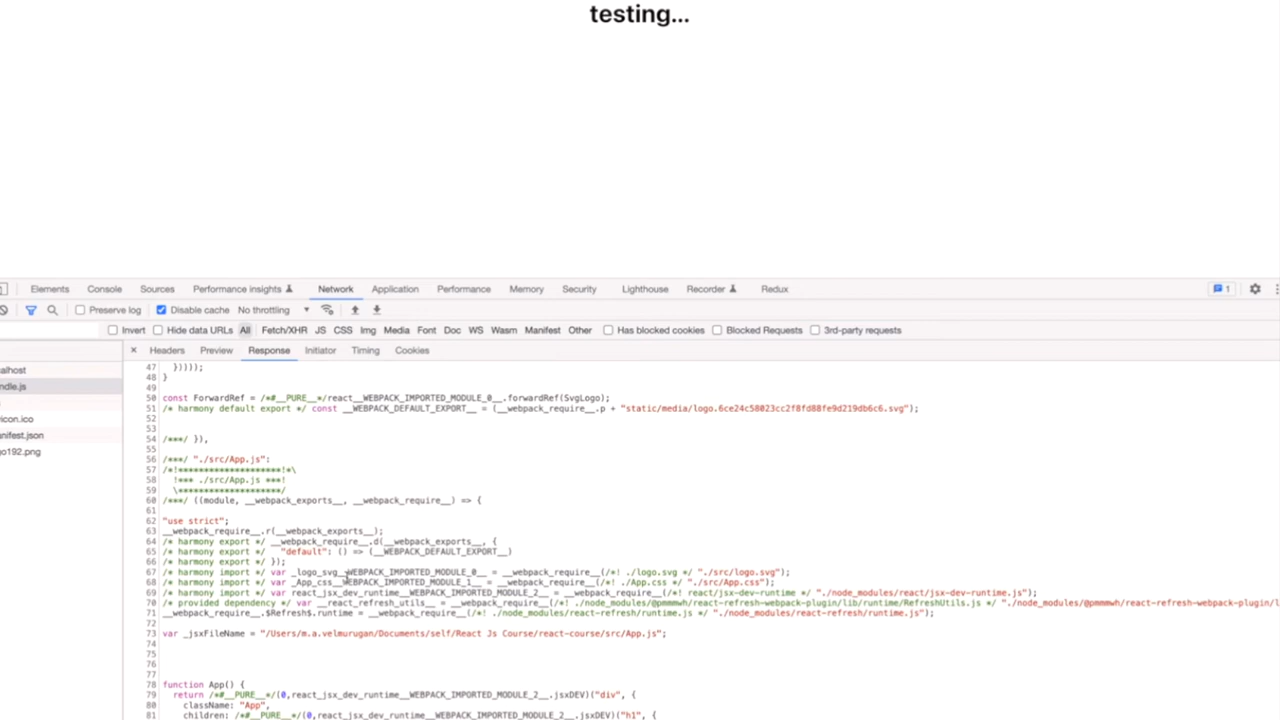 testing...
Elements Console Sources Performance insights Network Application Performance Memory Security Lighthouse Recorder Redux 1
Preserve log Disable cache No throttling
Invert Hide data URLs All Fetch/XHR JS CSS Img Media Font Doc WS Wasm Manifest Other Has blocked cookies Blocked Requests 3rd-party requests
× Headers Preview Response Initiator Timing Cookies
alhost
ndle.js
icon.ico
anifest.json
go192.png
47 }))));
48 }
49
50 const ForwardRef = /*#__PURE__*/react__WEBPACK_IMPORTED_MODULE_0__.forwardRef(SvgLogo);
51 /* harmony default export */ const __WEBPACK_DEFAULT_EXPORT__ = (__webpack_require__.p + "static/media/logo.6ce24c58023cc2f8fd88fe9d219db6c6.svg");
52
53
54 /***/ }),
55
56 /***/ "./src/App.js":
57 /*!********************!*\
58 !*** ./src/App.js ***!
59 \********************/
60 /***/ ((module, __webpack_exports__, __webpack_require__) => {
61
62 "use strict";
63 __webpack_require__.r(__webpack_exports__);
64 /* harmony export */ __webpack_require__.d(__webpack_exports__, {
65 /* harmony export */ "default": () => (__WEBPACK_DEFAULT_EXPORT__)
66 /* harmony export */ });
67 /* harmony import */ var _logo_svg__WEBPACK_IMPORTED_MODULE_0__ = __webpack_require__(/*! ./logo.svg */ "./src/logo.svg");
68 /* harmony import */ var _App_css__WEBPACK_IMPORTED_MODULE_1__ = __webpack_require__(/*! ./App.css */ "./src/App.css");
69 /* harmony import */ var react_jsx_dev_runtime__WEBPACK_IMPORTED_MODULE_2__ = __webpack_require__(/*! react/jsx-dev-runtime */ "./node_modules/react/jsx-dev-runtime.js");
70 /* provided dependency */ var __react_refresh_utils__ = __webpack_require__(/*! ./node_modules/@pmmmwh/react-refresh-webpack-plugin/lib/runtime/RefreshUtils.js */ "./node_modules/@pmmmwh/react-refresh-webpack-plugin/l
71 __webpack_require__.$Refresh$.runtime = __webpack_require__(/*! ./node_modules/react-refresh/runtime.js */ "./node_modules/react-refresh/runtime.js");
72
73 var _jsxFileName = "/Users/m.a.velmurugan/Documents/self/React Js Course/react-course/src/App.js";
74
75
76
77
78 function App() {
79 return /*#__PURE__*/(0,react_jsx_dev_runtime__WEBPACK_IMPORTED_MODULE_2__.jsxDEV)("div", {
80 className: "App",
81 children: /*#__PURE__*/(0,react_jsx_dev_runtime__WEBPACK_IMPORTED_MODULE_2__.jsxDEV)("h1", {